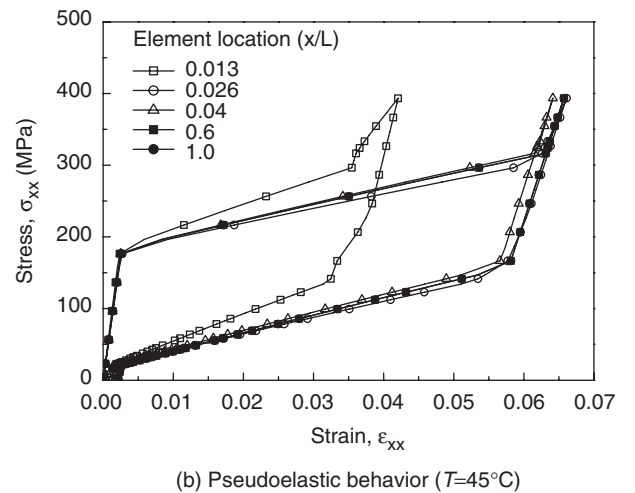 500
400
300
200
100
0
Stress, σxx (MPa)
Element location (x/L)
0.013
0.026
0.04
0.6
1.0
0.00 0.01 0.02 0.03 0.04 0.05 0.06 0.07
Strain, εxx
(b) Pseudoelastic behavior (T=45°C)